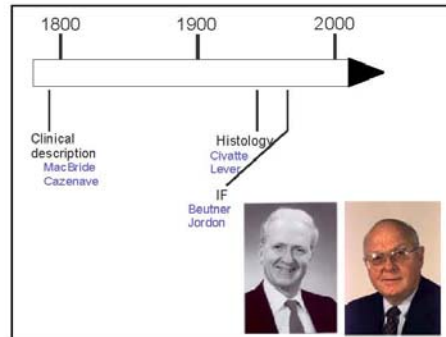 1800 1900 2000
Clinical
description
MacBride
Cazenave
Histology
Civatte
Lever
IF
Beutner
Jordon